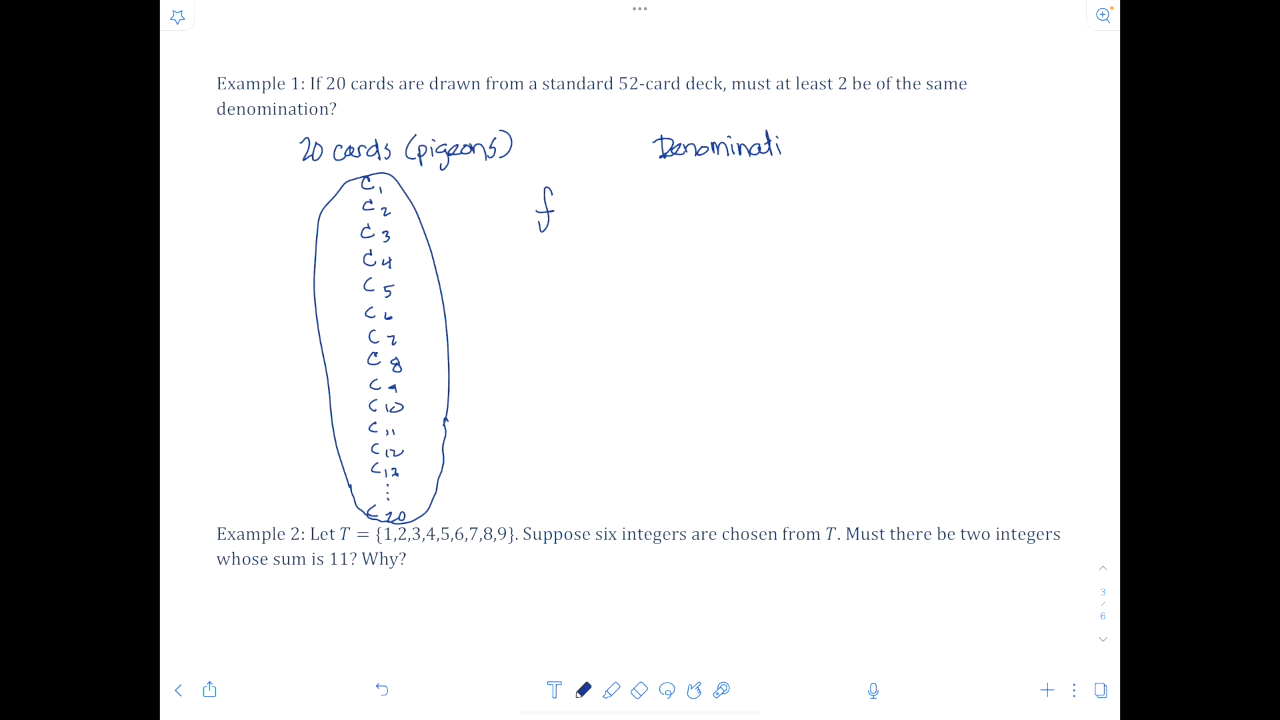 Example 1: If 20 cards are drawn from a standard 52-card deck, must at least 2 be of the same
denomination?
20 cards (pigeons) Denominati
f
C1
C2
C3
C4
C5
C6
C7
C8
C9
C10
C11
C12
C13
⋮
C20
Example 2: Let T = {1,2,3,4,5,6,7,8,9}. Suppose six integers are chosen from T. Must there be two integers
whose sum is 11? Why?
3
/
6
T